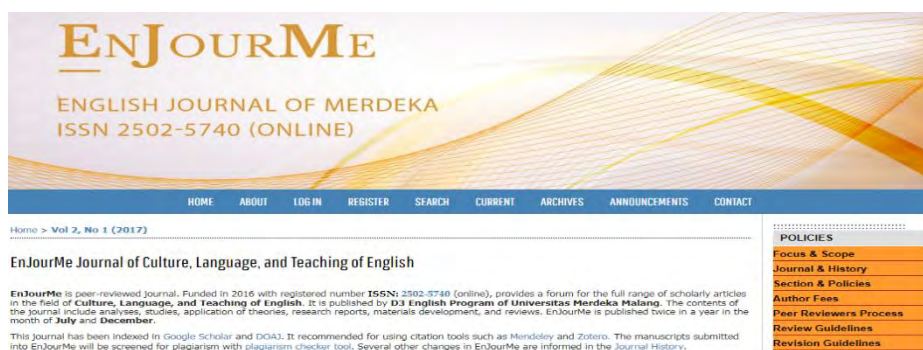 ENJOURME
ENGLISH JOURNAL OF MERDEKA
ISSN 2502-5740 (ONLINE)
HOME ABOUT LOG IN REGISTER SEARCH CURRENT ARCHIVES ANNOUNCEMENTS CONTACT
Home > Vol 2, No 1 (2017)
EnJourMe Journal of Culture, Language, and Teaching of English
EnJourMe is peer-reviewed journal. Funded in 2016 with registered number ISSN: 2502-5740 (online), provides a forum for the full range of scholarly articles
in the field of Culture, Language, and Teaching of English. It is published by D3 English Program of Universitas Merdeka Malang. The contents of
the journal include analyses, studies, application of theories, research reports, materials development, and reviews. EnJourMe is published twice in a year in the
month of July and December.
This journal has been indexed in Google Scholar and DOAJ. It recommended for using citation tools such as Mendeley and Zotero. The manuscripts submitted
into EnJourMe will be screened for plagiarism with plagiarism checker tool. Several other changes in EnJourMe are informed in the Journal History.
POLICIES
Focus & Scope
Journal & History
Section & Policies
Author Fees
Peer Reviewers Process
Review Guidelines
Revision Guidelines